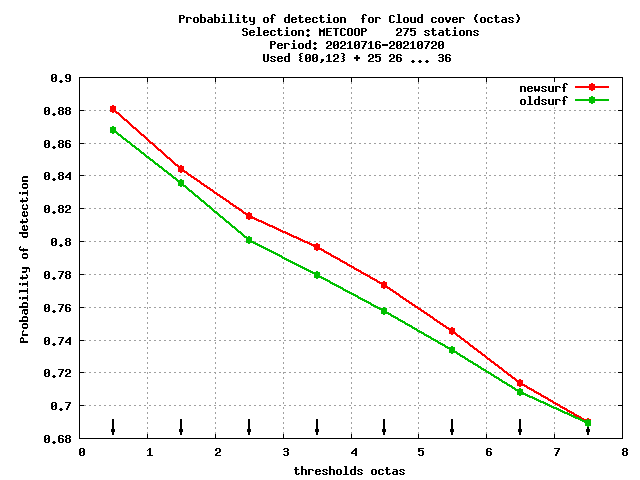 Probability of detection  for Cloud cover (octas)
Selection: METCOOP    275 stations
Period: 20210716-20210720
Used {00,12} + 25 26 ... 36
newsurf
oldsurf
Probability of detection
0.9
0.88
0.86
0.84
0.82
0.8
0.78
0.76
0.74
0.72
0.7
0.68
0 1 2 3 4 5 6 7 8
thresholds octas